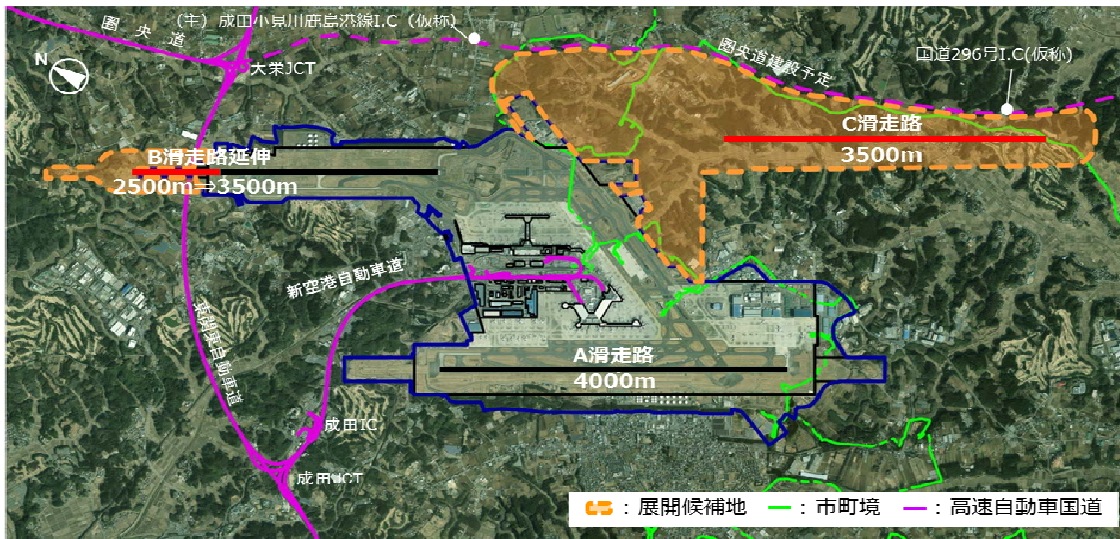 圏央道
(主)成田小見川鹿島港線I.C(仮称)
N
大栄JCT
圏央道建設予定
国道296号I.C(仮称)
C滑走路
3500m
B滑走路延伸
2500m⇒3500m
新空港自動車道
東関東自動車道
A滑走路
4000m
成田IC
成田JCT
：展開候補地
：市町境
：高速自動車国道